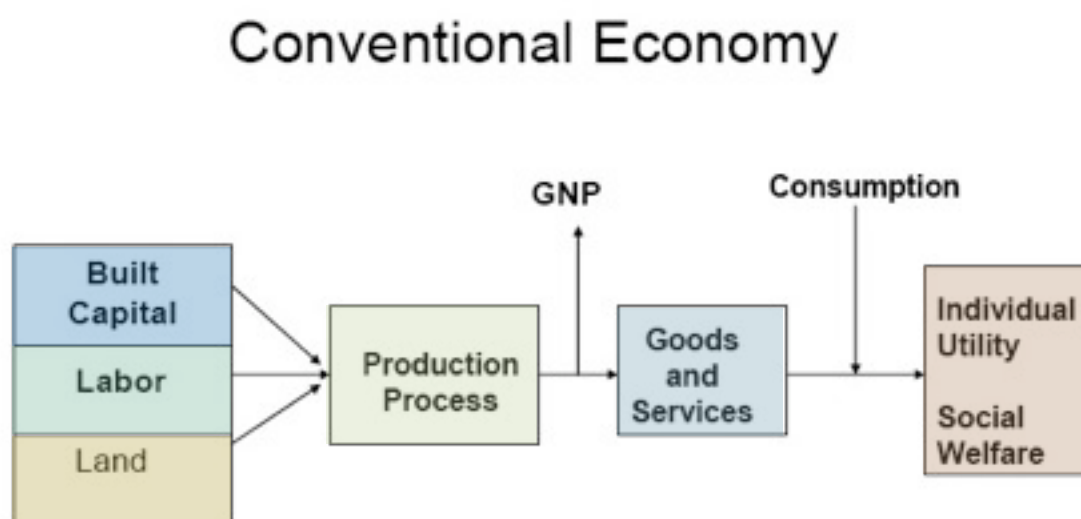 Conventional Economy
GNP
Consumption
Built
Capital
Labor
Land
Production
Process
Goods
and
Services
Individual
Utility
Social
Welfare